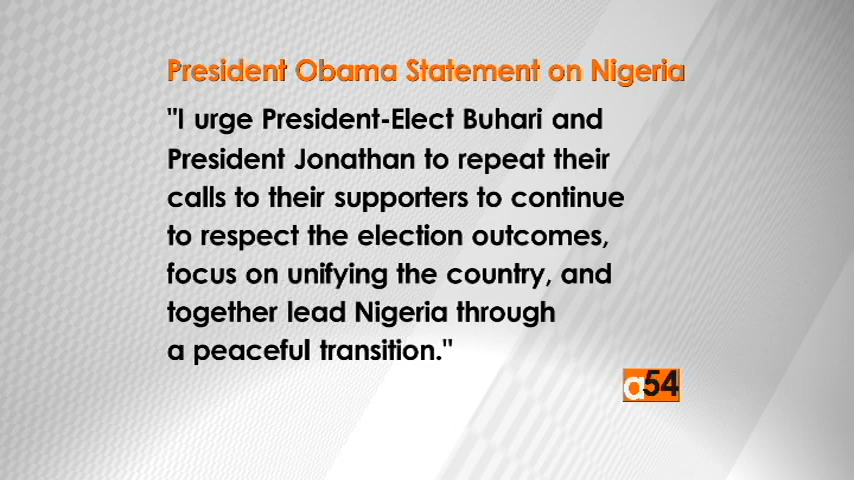 President Obama Statement on Nigeria
"I urge President-Elect Buhari and
President Jonathan to repeat their
calls to their supporters to continue
to respect the election outcomes,
focus on unifying the country, and
together lead Nigeria through
a peaceful transition."
a54